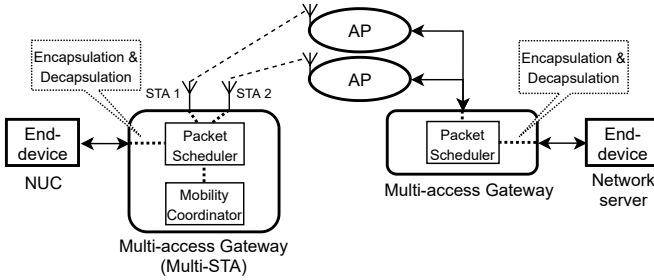 Encapsulation &
Decapsulation
STA 1
STA 2
AP
AP
Encapsulation &
Decapsulation
End-
device
NUC
Packet
Scheduler
Mobility
Coordinator
Multi-access Gateway
(Multi-STA)
Packet
Scheduler
Multi-access Gateway
End-
device
Network
server